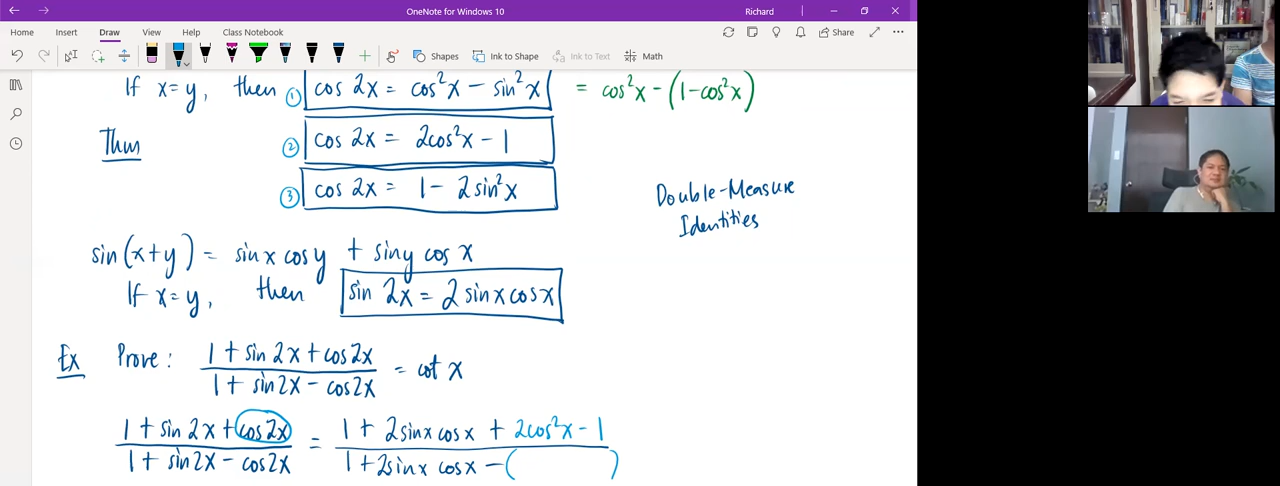 OneNote for Windows 10
Richard
Home Insert Draw View Help Class Notebook
Share
Shapes Ink to Shape Ink to Text Math
If x=y, then ① cos 2x = cos²x - sin²x = cos²x - (1-cos²x)
Thus ② cos 2x = 2cos²x - 1
③ cos 2x = 1 - 2 sin²x
Double-Measure
Identities
sin (x+y) = sin x cos y + sin y cos x
If x=y, then sin 2x = 2 sin x cos x
Ex Prove: 1 + sin 2x + cos 2x / 1 + sin 2x - cos 2x = cot x
1 + sin 2x + cos 2x / 1 + sin 2x - cos 2x = 1 + 2 sin x cos x + 2cos²x - 1 / 1 + 2 sin x cos x - ( )